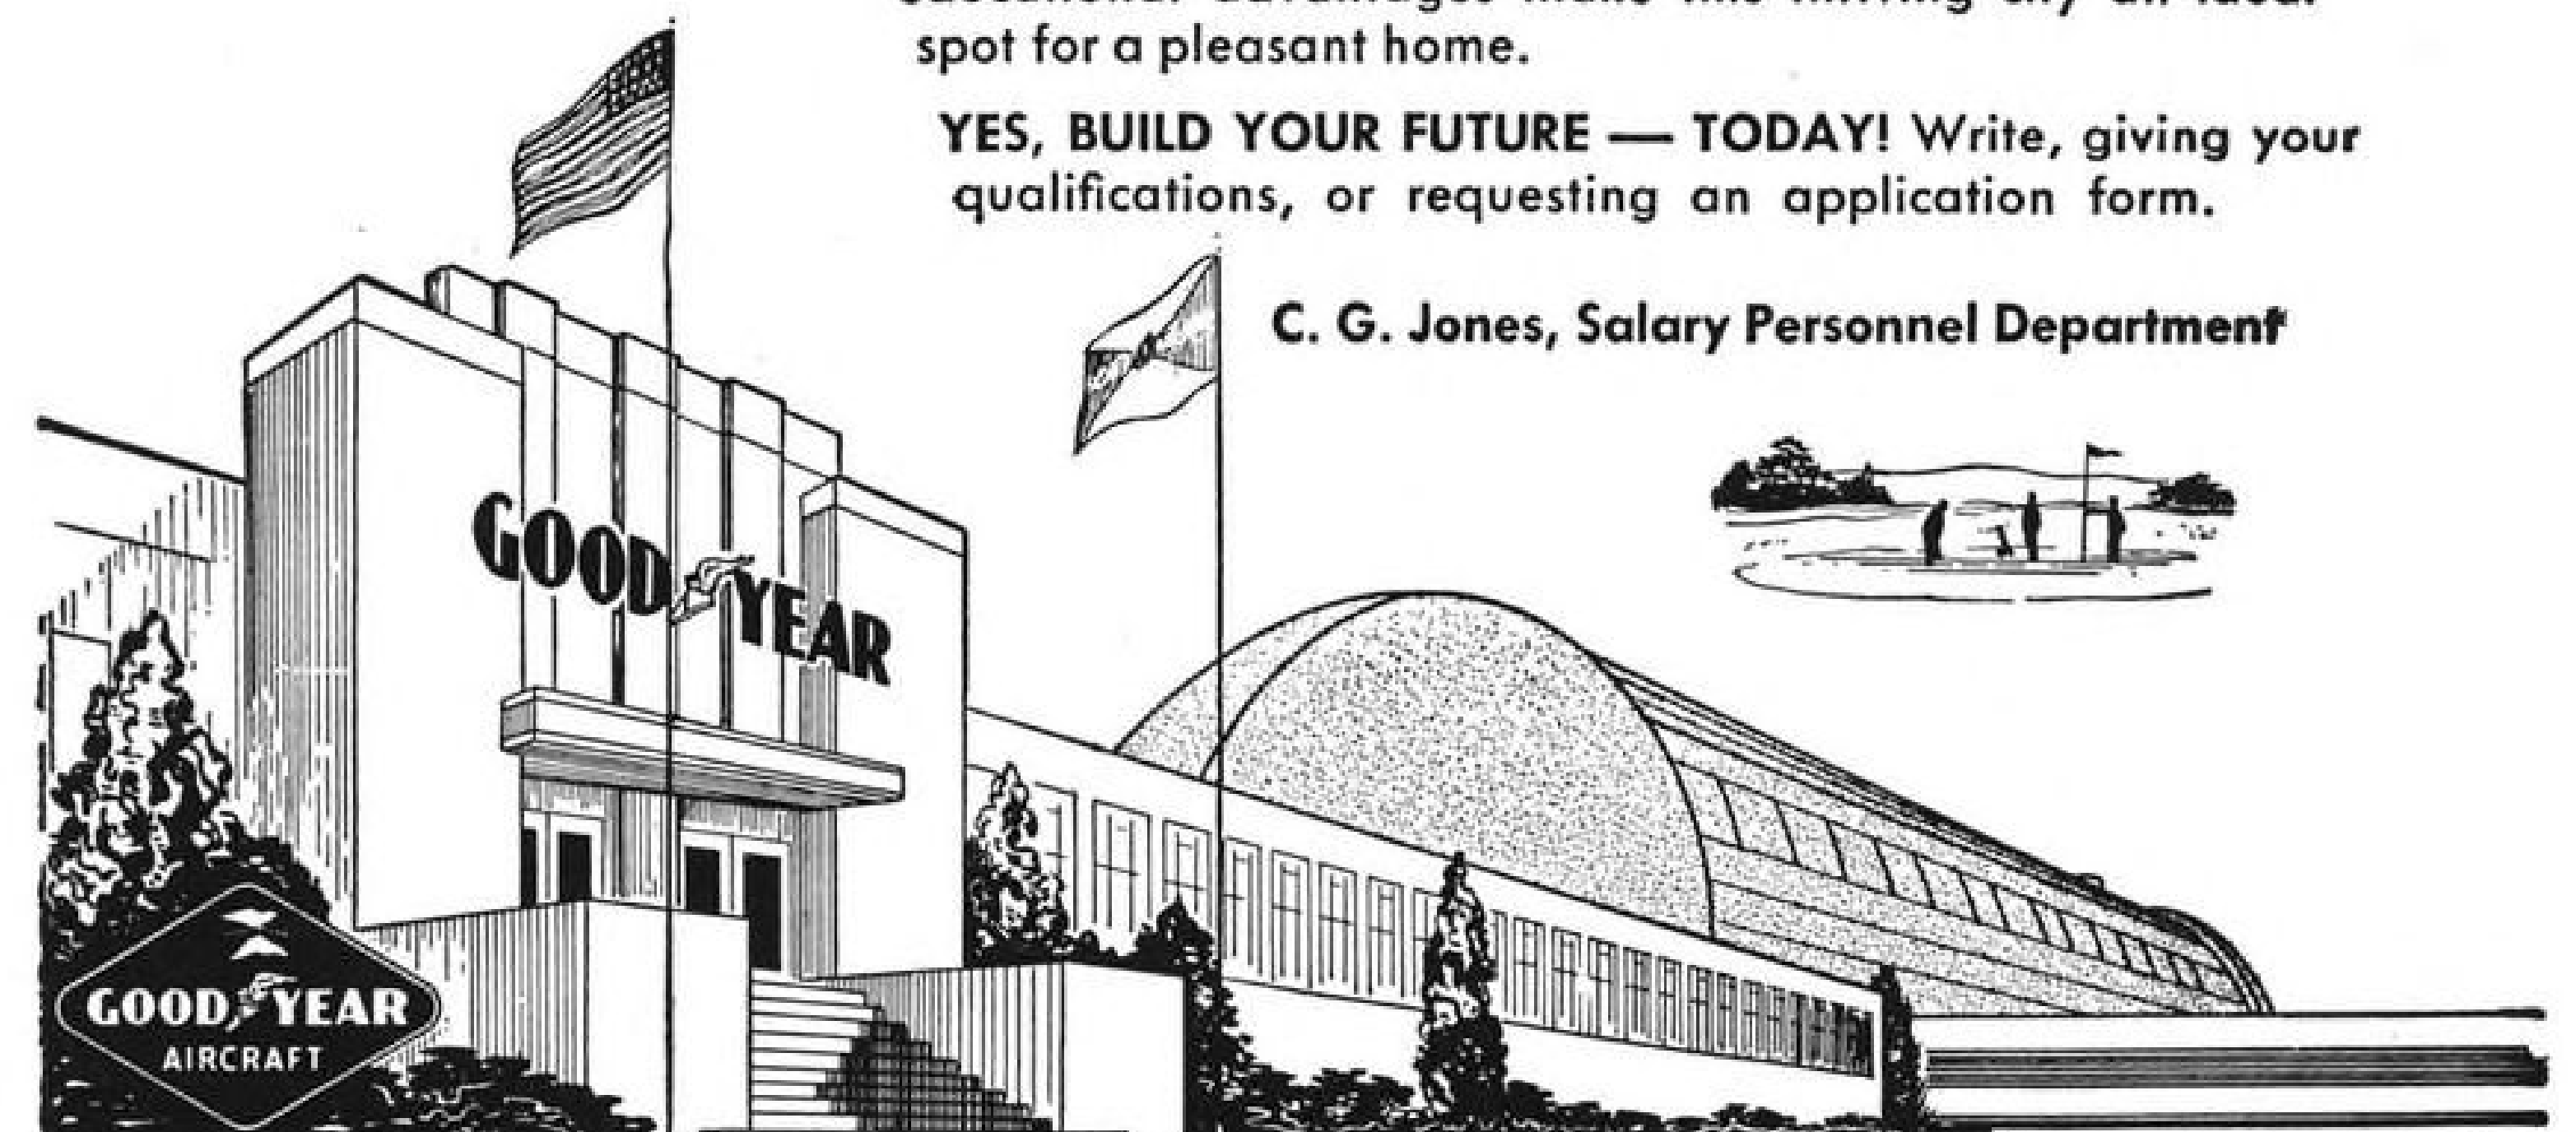 spot for a pleasant home.
YES, BUILD YOUR FUTURE — TODAY! Write, giving your
qualifications, or requesting an application form.
C. G. Jones, Salary Personnel Department
GOOD YEAR
GOOD YEAR
AIRCRAFT